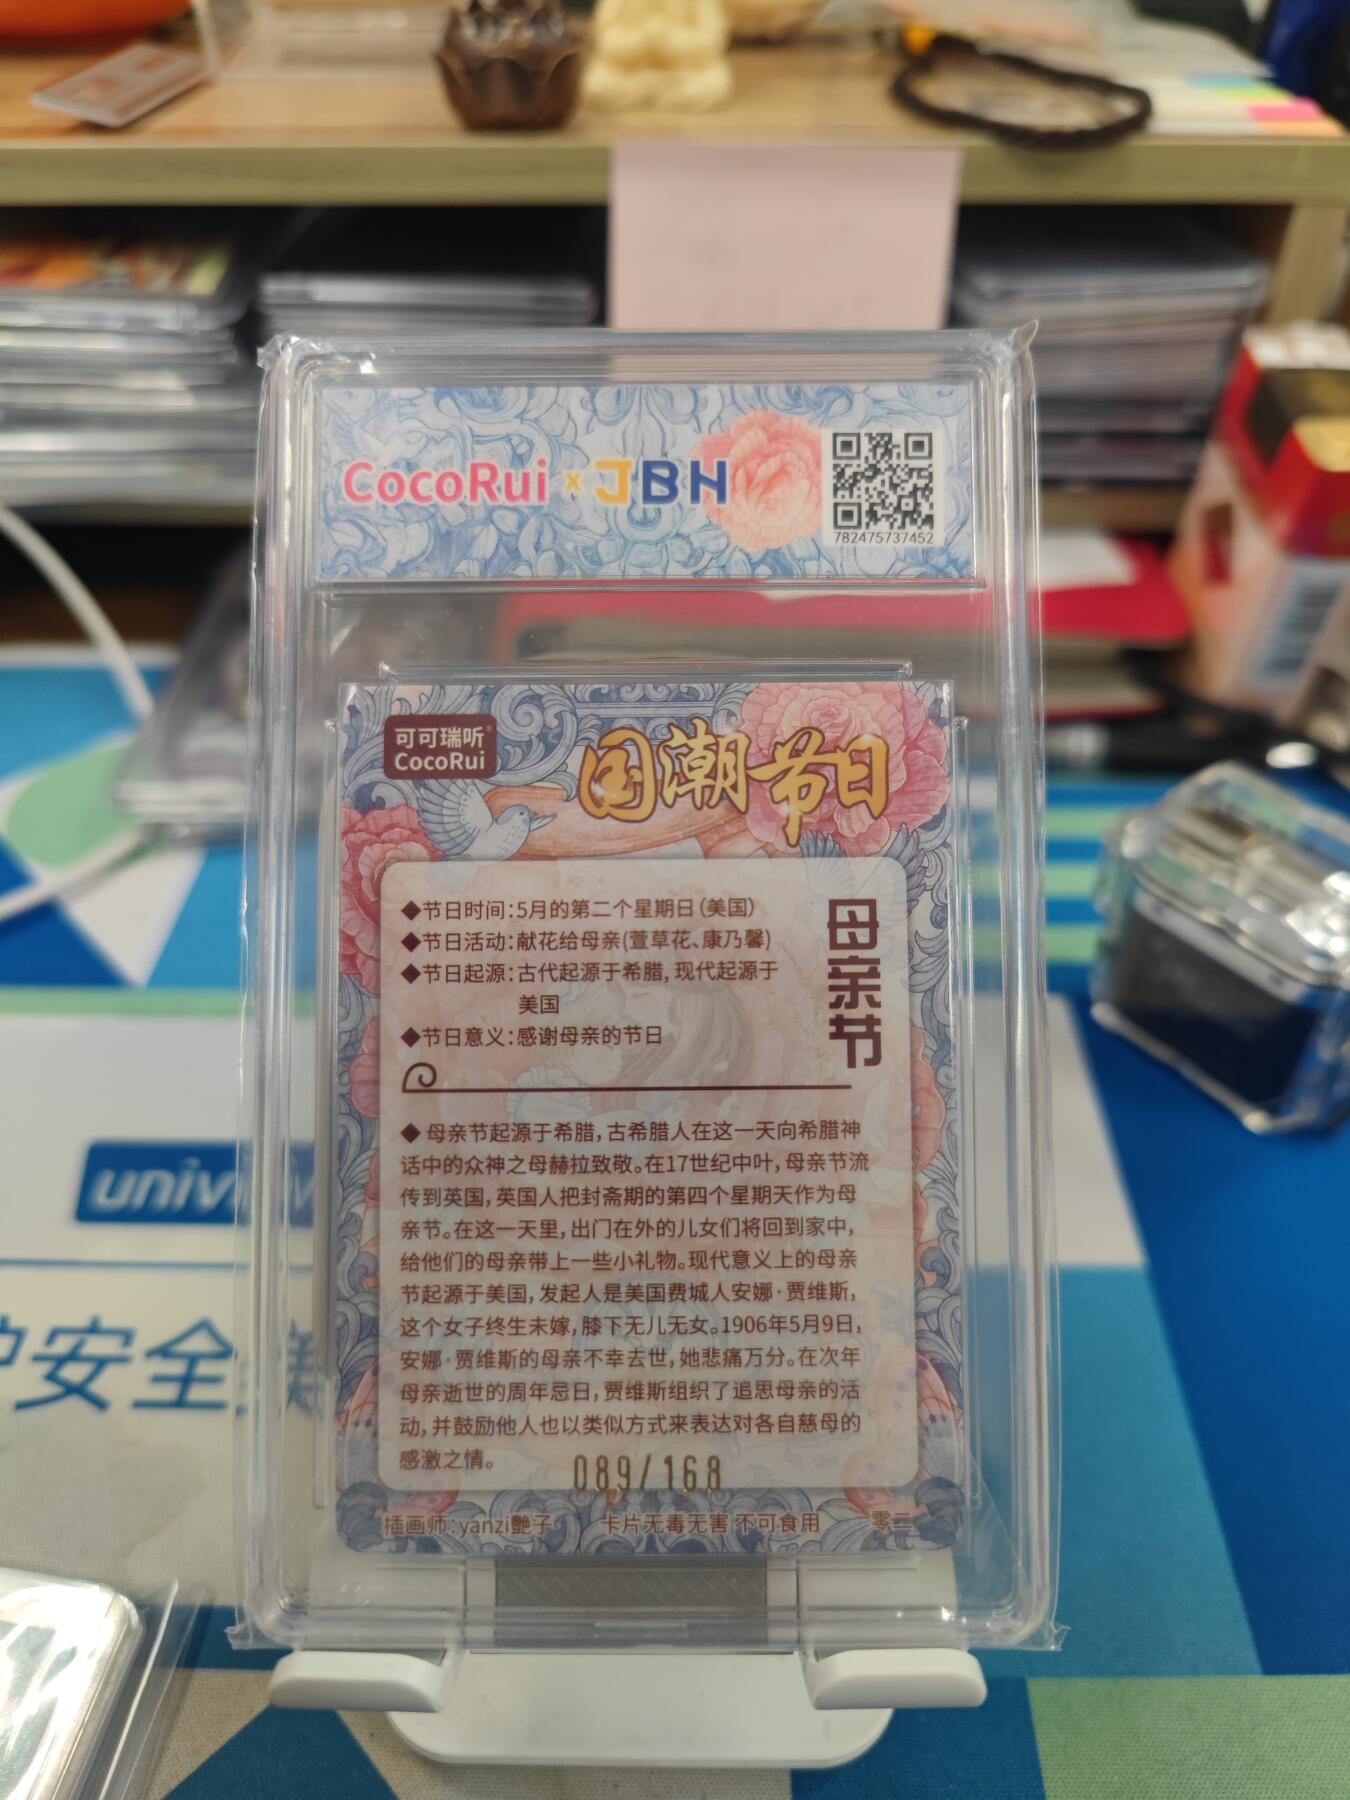 CocoRui x JBH
782475737452
可可瑞听
CocoRui
国潮节日
母亲节
◆节日时间：5月的第二个星期日（美国）
◆节日活动：献花给母亲(萱草花、康乃馨)
◆节日起源：古代起源于希腊，现代起源于
美国
◆节日意义：感谢母亲的节日
◆ 母亲节起源于希腊，古希腊人在这一天向希腊神
话中的众神之母赫拉致敬。在17世纪中叶，母亲节流
传到英国，英国人把封斋期的第四个星期天作为母
亲节。在这一天里，出门在外的儿女们将回到家中，
给他们的母亲带上一些小礼物。现代意义上的母亲
节起源于美国，发起人是美国费城人安娜·贾维斯，
这个女子终生未嫁，膝下无儿无女。1906年5月9日，
安娜·贾维斯的母亲不幸去世，她悲痛万分。在次年
母亲逝世的周年忌日，贾维斯组织了追思母亲的活
动，并鼓励他人也以类似方式来表达对各自慈母的
感激之情。
089/168
插画师：yanzi艷子
卡片无毒无害 不可食用
零二
univ
安全